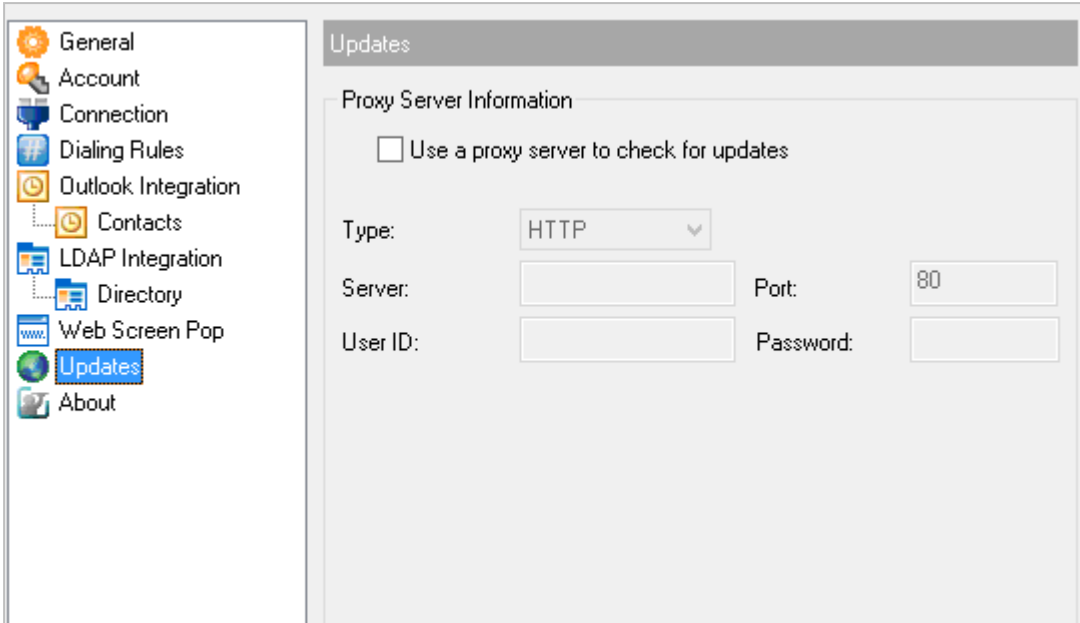 General
Account
Connection
Dialing Rules
Outlook Integration
Contacts
LDAP Integration
Directory
www. Web Screen Pop
Updates
About
Updates
Proxy Server Information
Use a proxy server to check for updates
Type: HTTP
Server: Port: 80
User ID: Password: